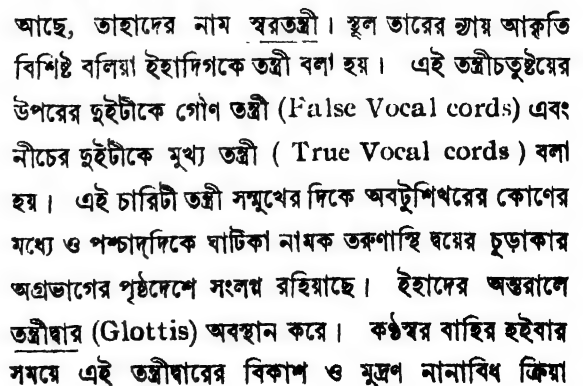 আছে, তাহাদের নাম স্বরতন্ত্রী। স্থূল তারের ন্যায় আকৃতি
বিশিষ্ট বলিয়া ইহাদিগকে তন্ত্রী বলা হয়। এই তন্ত্রীচতুষ্টয়ের
উপরের দুইটীকে গৌণ তন্ত্রী (False Vocal cords) এবং
নীচের দুইটীকে মুখ্য তন্ত্রী ( True Vocal cords ) বলা
হয়। এই চারিটী তন্ত্রী সন্মুখের দিকে অবটুশিখরের কোণের
মধ্যে ও পশ্চাদ্‌দিকে ঘাটিকা নামক তরুণাস্থি দ্বয়ের চূড়াকার
অগ্রভাগের পৃষ্ঠদেশে সংলগ্ন রহিয়াছে। ইহাদের অন্তরালে
তন্ত্রীদ্বার (Glottis) অবস্থান করে। কণ্ঠস্বর বাহির হইবার
সময়ে এই তন্ত্রীদ্বারের বিকাশ ও মুদ্রণ নানাবিধ ক্রিয়া